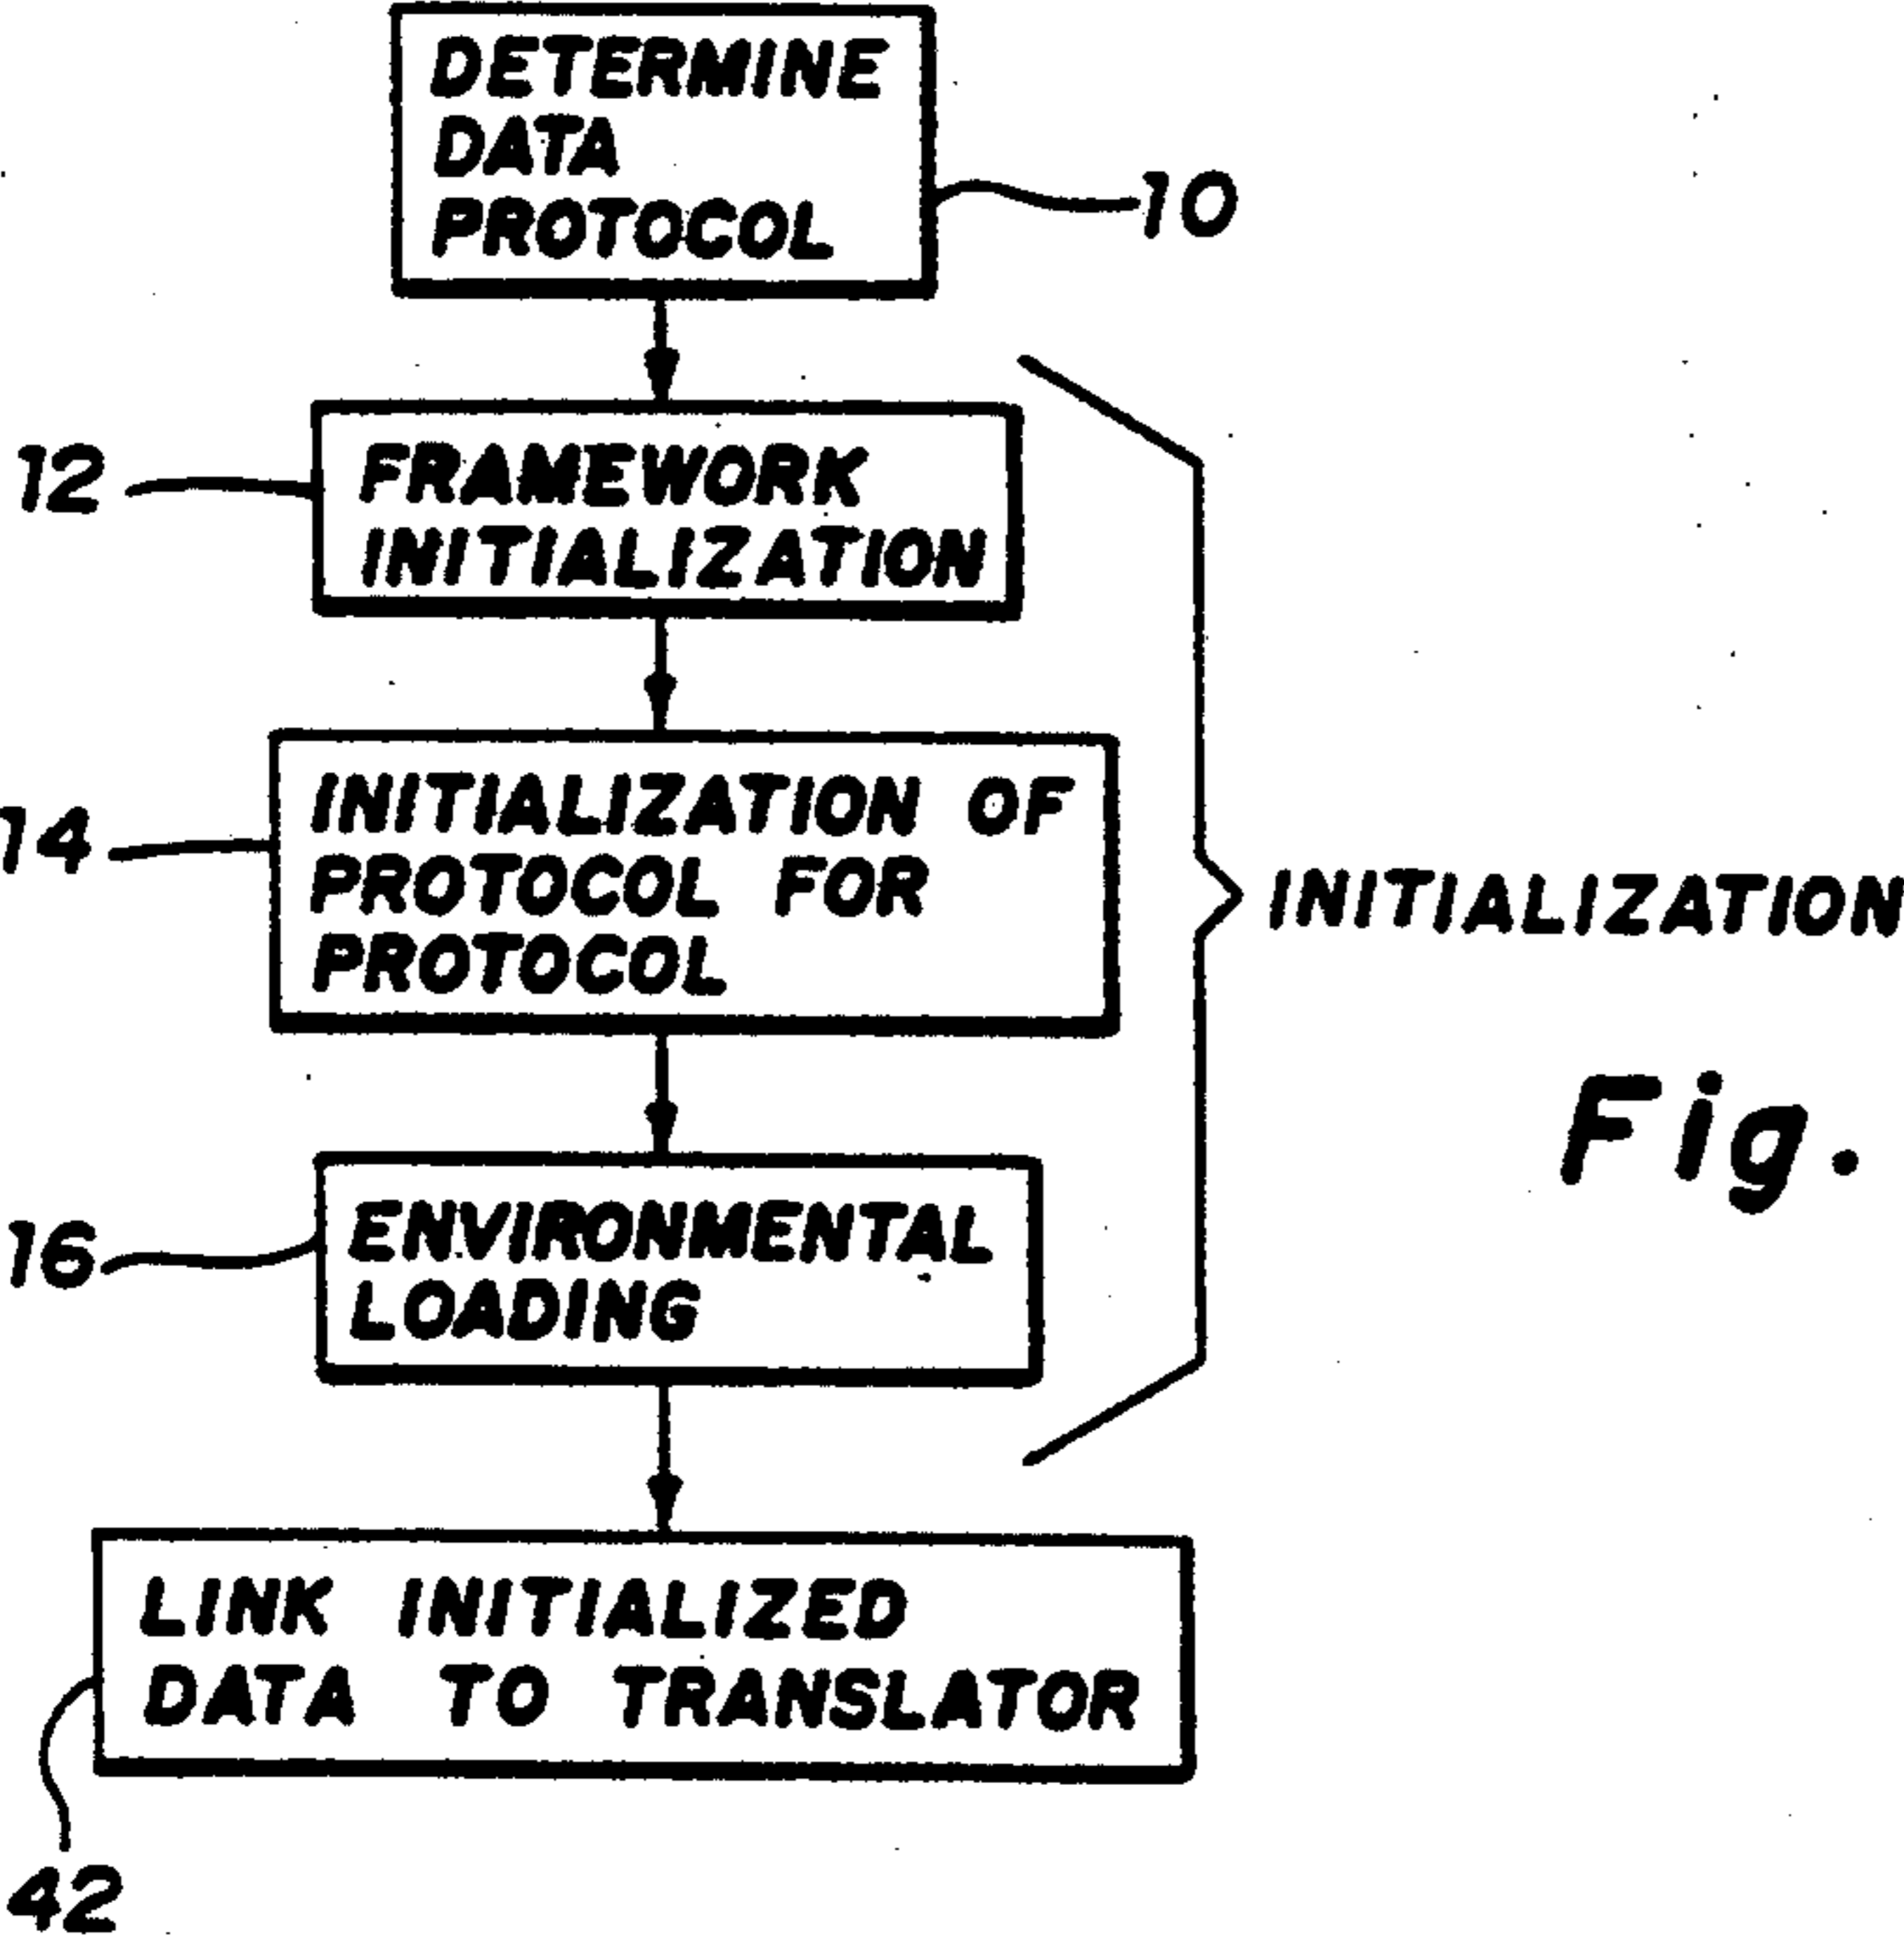 DETERMINE
DATA
PROTOCOL
10
12
FRAMEWORK
INITIALIZATION
14
INITIALIZATION OF
PROTOCOL FOR
PROTOCOL
INITIALIZATION
Fig.
16
ENVIRONMENTAL
LOADING
LINK INITIALIZED
DATA TO TRANSLATOR
42